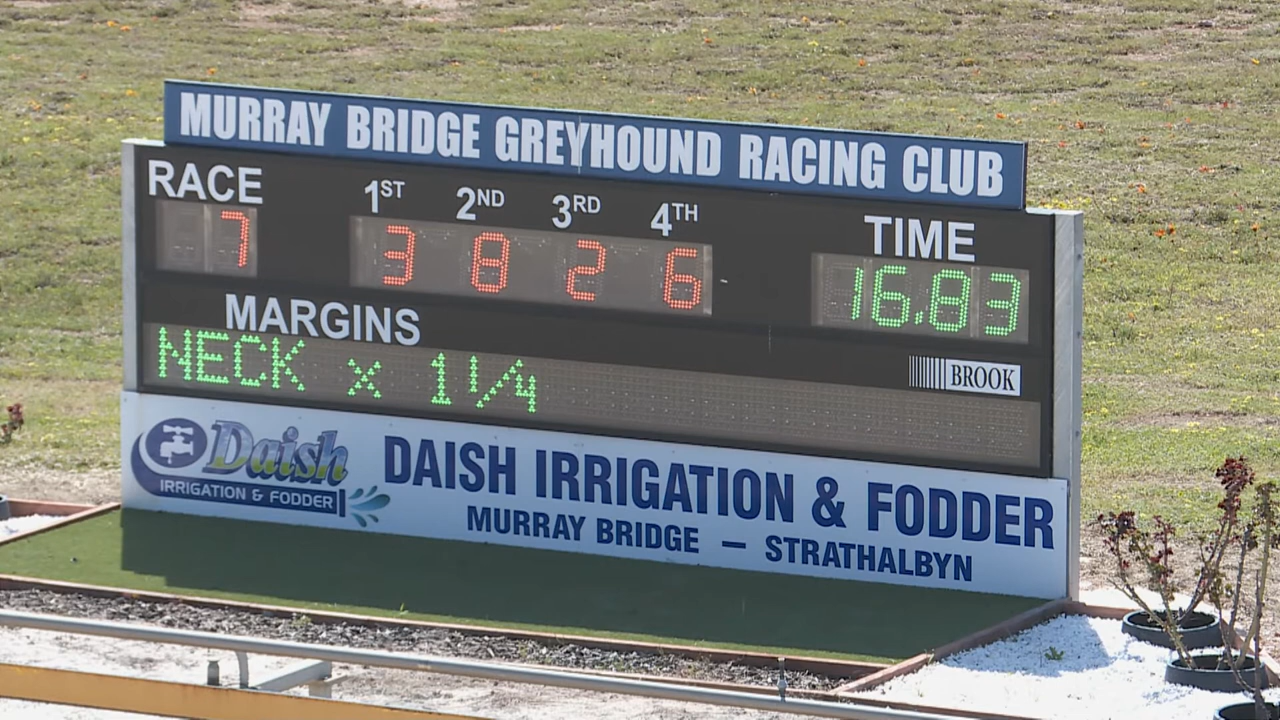 MURRAY BRIDGE GREYHOUND RACING CLUB
RACE 1ST 2ND 3RD 4TH TIME
7 3 8 2 6 16.83
MARGINS
NECK x 1 1/4
BROOK
Daish
IRRIGATION & FODDER
DAISH IRRIGATION & FODDER
MURRAY BRIDGE – STRATHALBYN